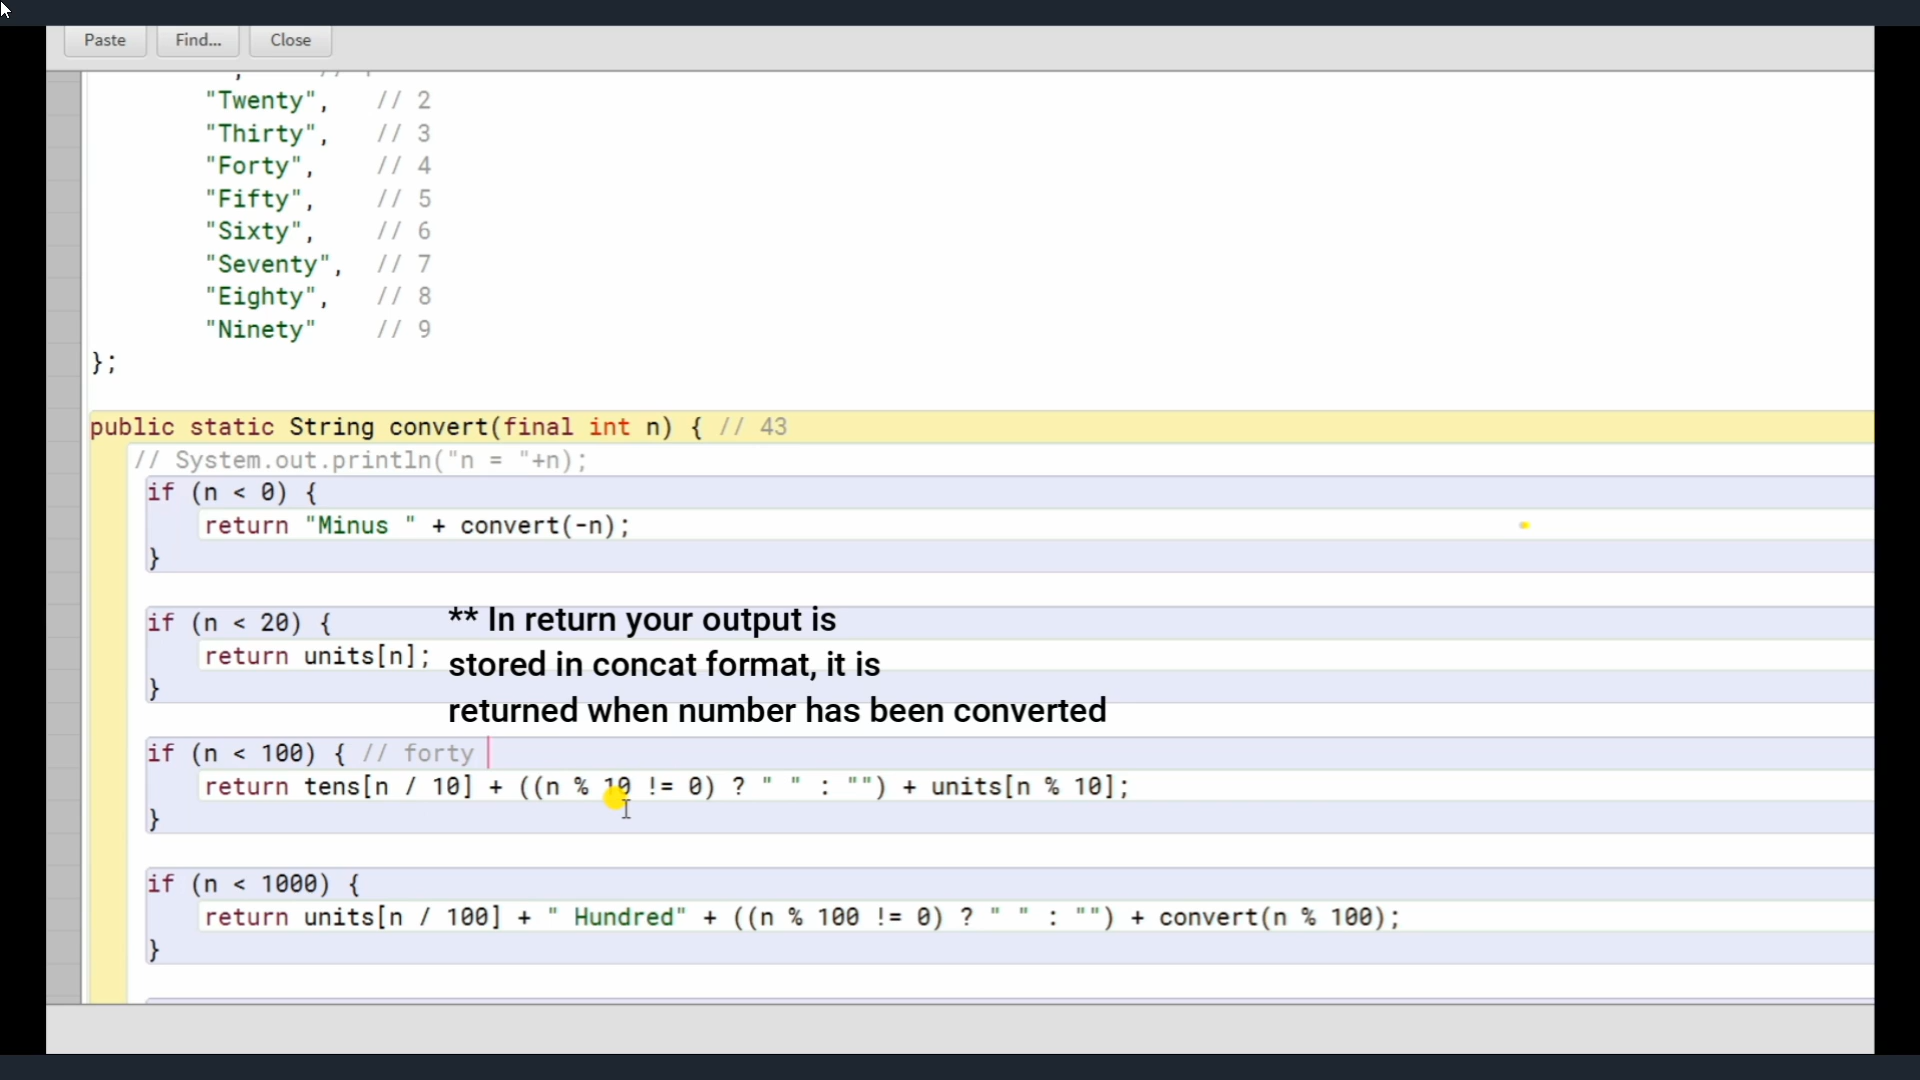 Paste Find... Close
"Twenty", // 2
"Thirty", // 3
"Forty", // 4
"Fifty", // 5
"Sixty", // 6
"Seventy", // 7
"Eighty", // 8
"Ninety" // 9
};
public static String convert(final int n) { // 43
// System.out.println("n = "+n);
if (n < 0) {
return "Minus " + convert(-n);
}
if (n < 20) {
return units[n];
}
** In return your output is
stored in concat format, it is
returned when number has been converted
if (n < 100) { // forty
return tens[n / 10] + ((n % 10 != 0) ? " " : "") + units[n % 10];
}
if (n < 1000) {
return units[n / 100] + " Hundred" + ((n % 100 != 0) ? " " : "") + convert(n % 100);
}